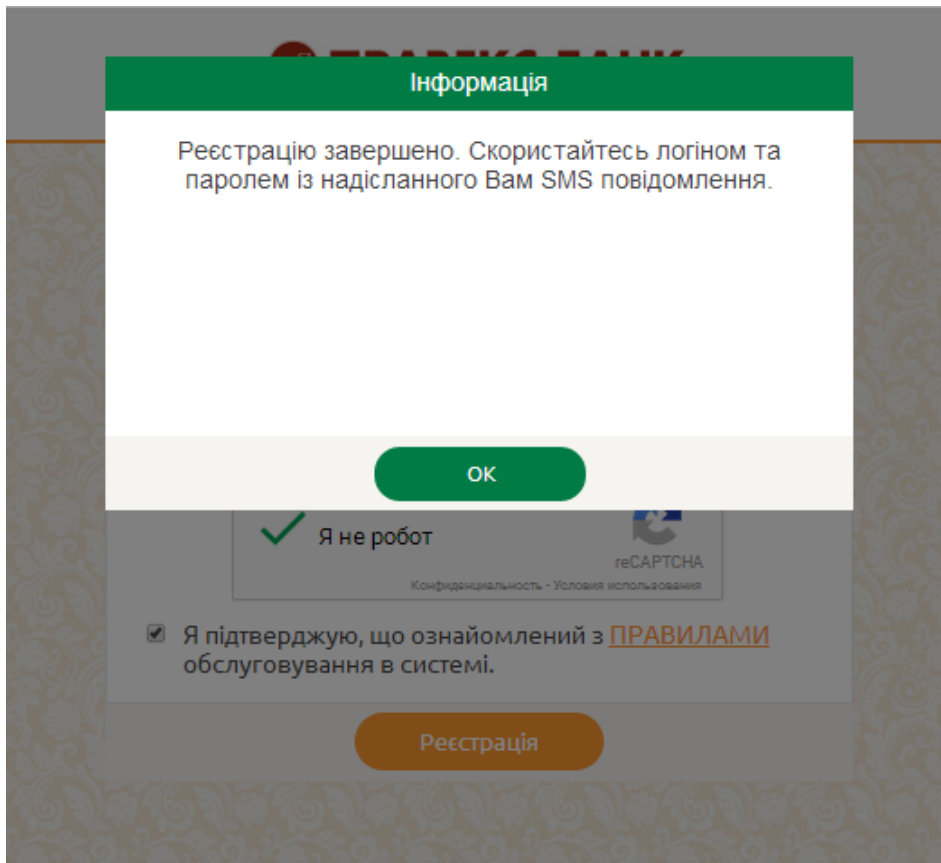 Інформація
Реєстрацію завершено. Скористайтесь логіном та
паролем із надісланного Вам SMS повідомлення.
ОК
Я не робот
reCAPTCHA
Конфиденциальность - Условия использования
Я підтверджую, що ознайомлений з ПРАВИЛАМИ
обслуговування в системі.
Реєстрація